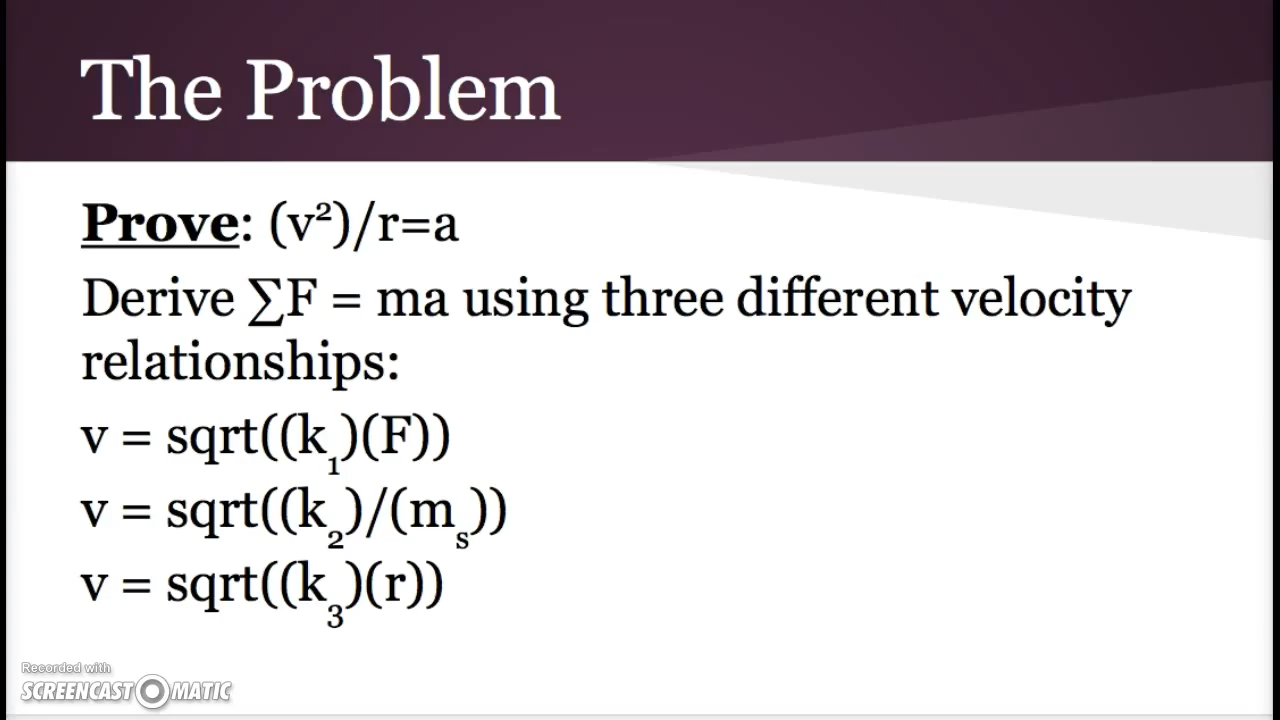 The Problem
Prove: (v²)/r=a
Derive ∑F = ma using three different velocity
relationships:
v = sqrt((k₁)(F))
v = sqrt((k₂)/(mₛ))
v = sqrt((k₃)(r))
Recorded with
SCREENCAST O MATIC